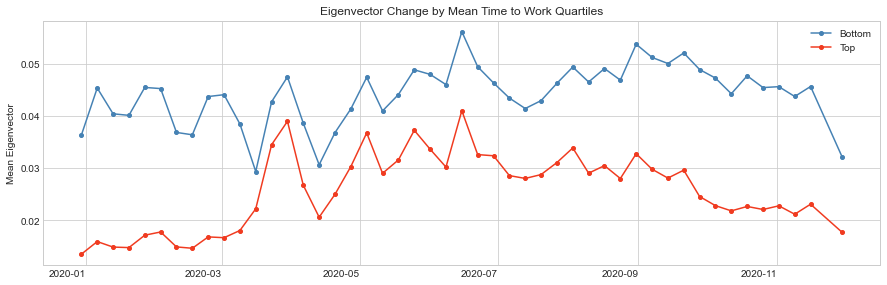 Eigenvector Change by Mean Time to Work Quartiles
Bottom
Top
Mean Eigenvector
0.05
0.04
0.03
0.02
2020-01
2020-03
2020-05
2020-07
2020-09
2020-11